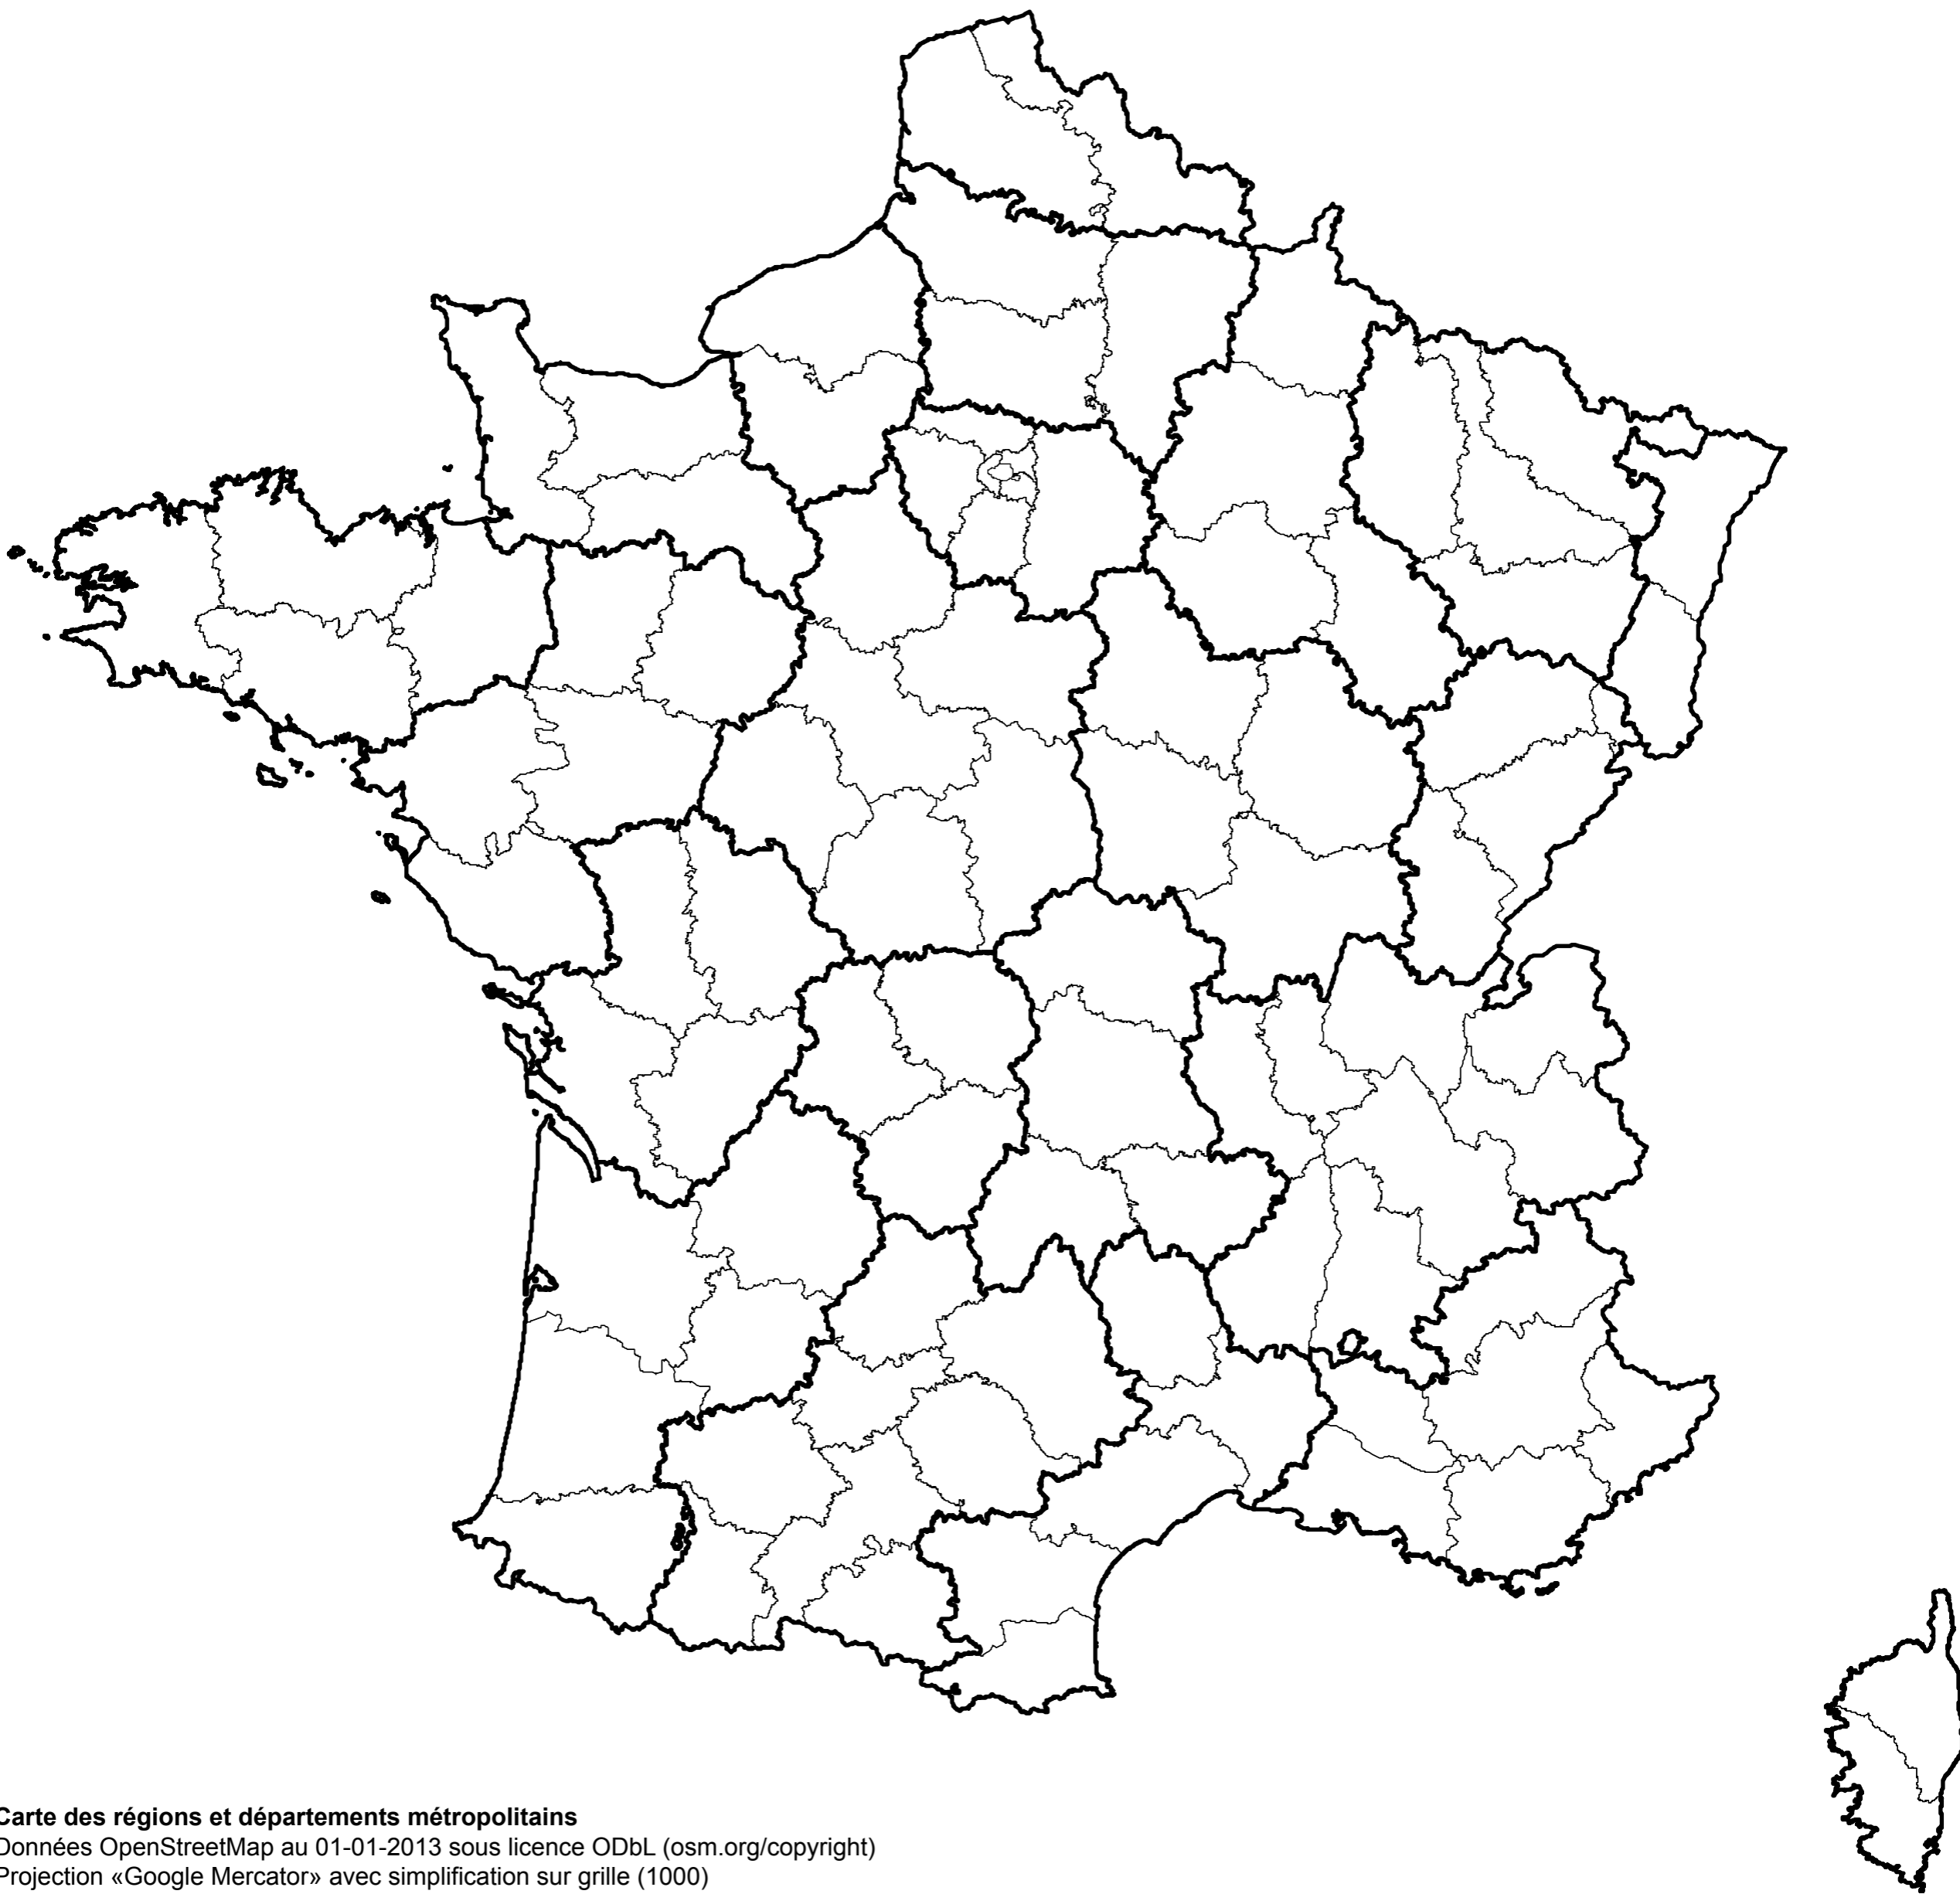 Carte des régions et départements métropolitains
Données OpenStreetMap au 01-01-2013 sous licence ODbL (osm.org/copyright)
Projection «Google Mercator» avec simplification sur grille (1000)